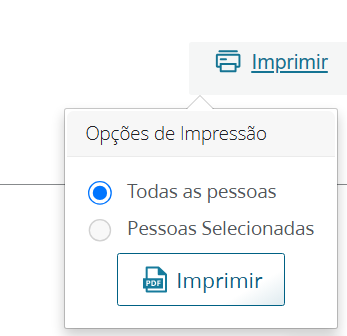 Imprimir
Opções de Impressão
Todas as pessoas
Pessoas Selecionadas
PDF Imprimir